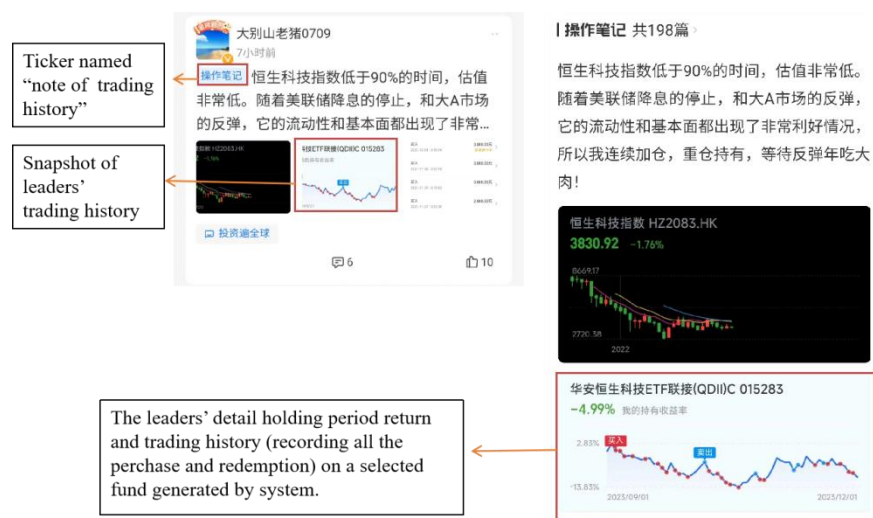 Ticker named
“note of trading
history”
Snapshot of
leaders’
trading history
大别山老猪0709
7小时前
操作笔记 恒生科技指数低于90%的时间，估值
非常低。随着美联储降息的停止，和大A市场
的反弹，它的流动性和基本面都出现了非常...
科技ETF联接(QDII)C 015283
卖出
投资遍全球
6
10
操作笔记 共198篇
恒生科技指数低于90%的时间，估值非常低。
随着美联储降息的停止，和大A市场的反弹，
它的流动性和基本面都出现了非常利好情况，
所以我连续加仓，重仓持有，等待反弹年吃大
肉！
恒生科技指数 HZ2083.HK
3830.92 -1.76%
8669.17
2720.38
2022
The leaders’ detail holding period return
and trading history (recording all the
perchase and redemption) on a selected
fund generated by system.
华安恒生科技ETF联接(QDII)C 015283
-4.99% 我的持有收益率
2.83%
买入
卖出
-13.83%
2023/09/01
2023/12/01